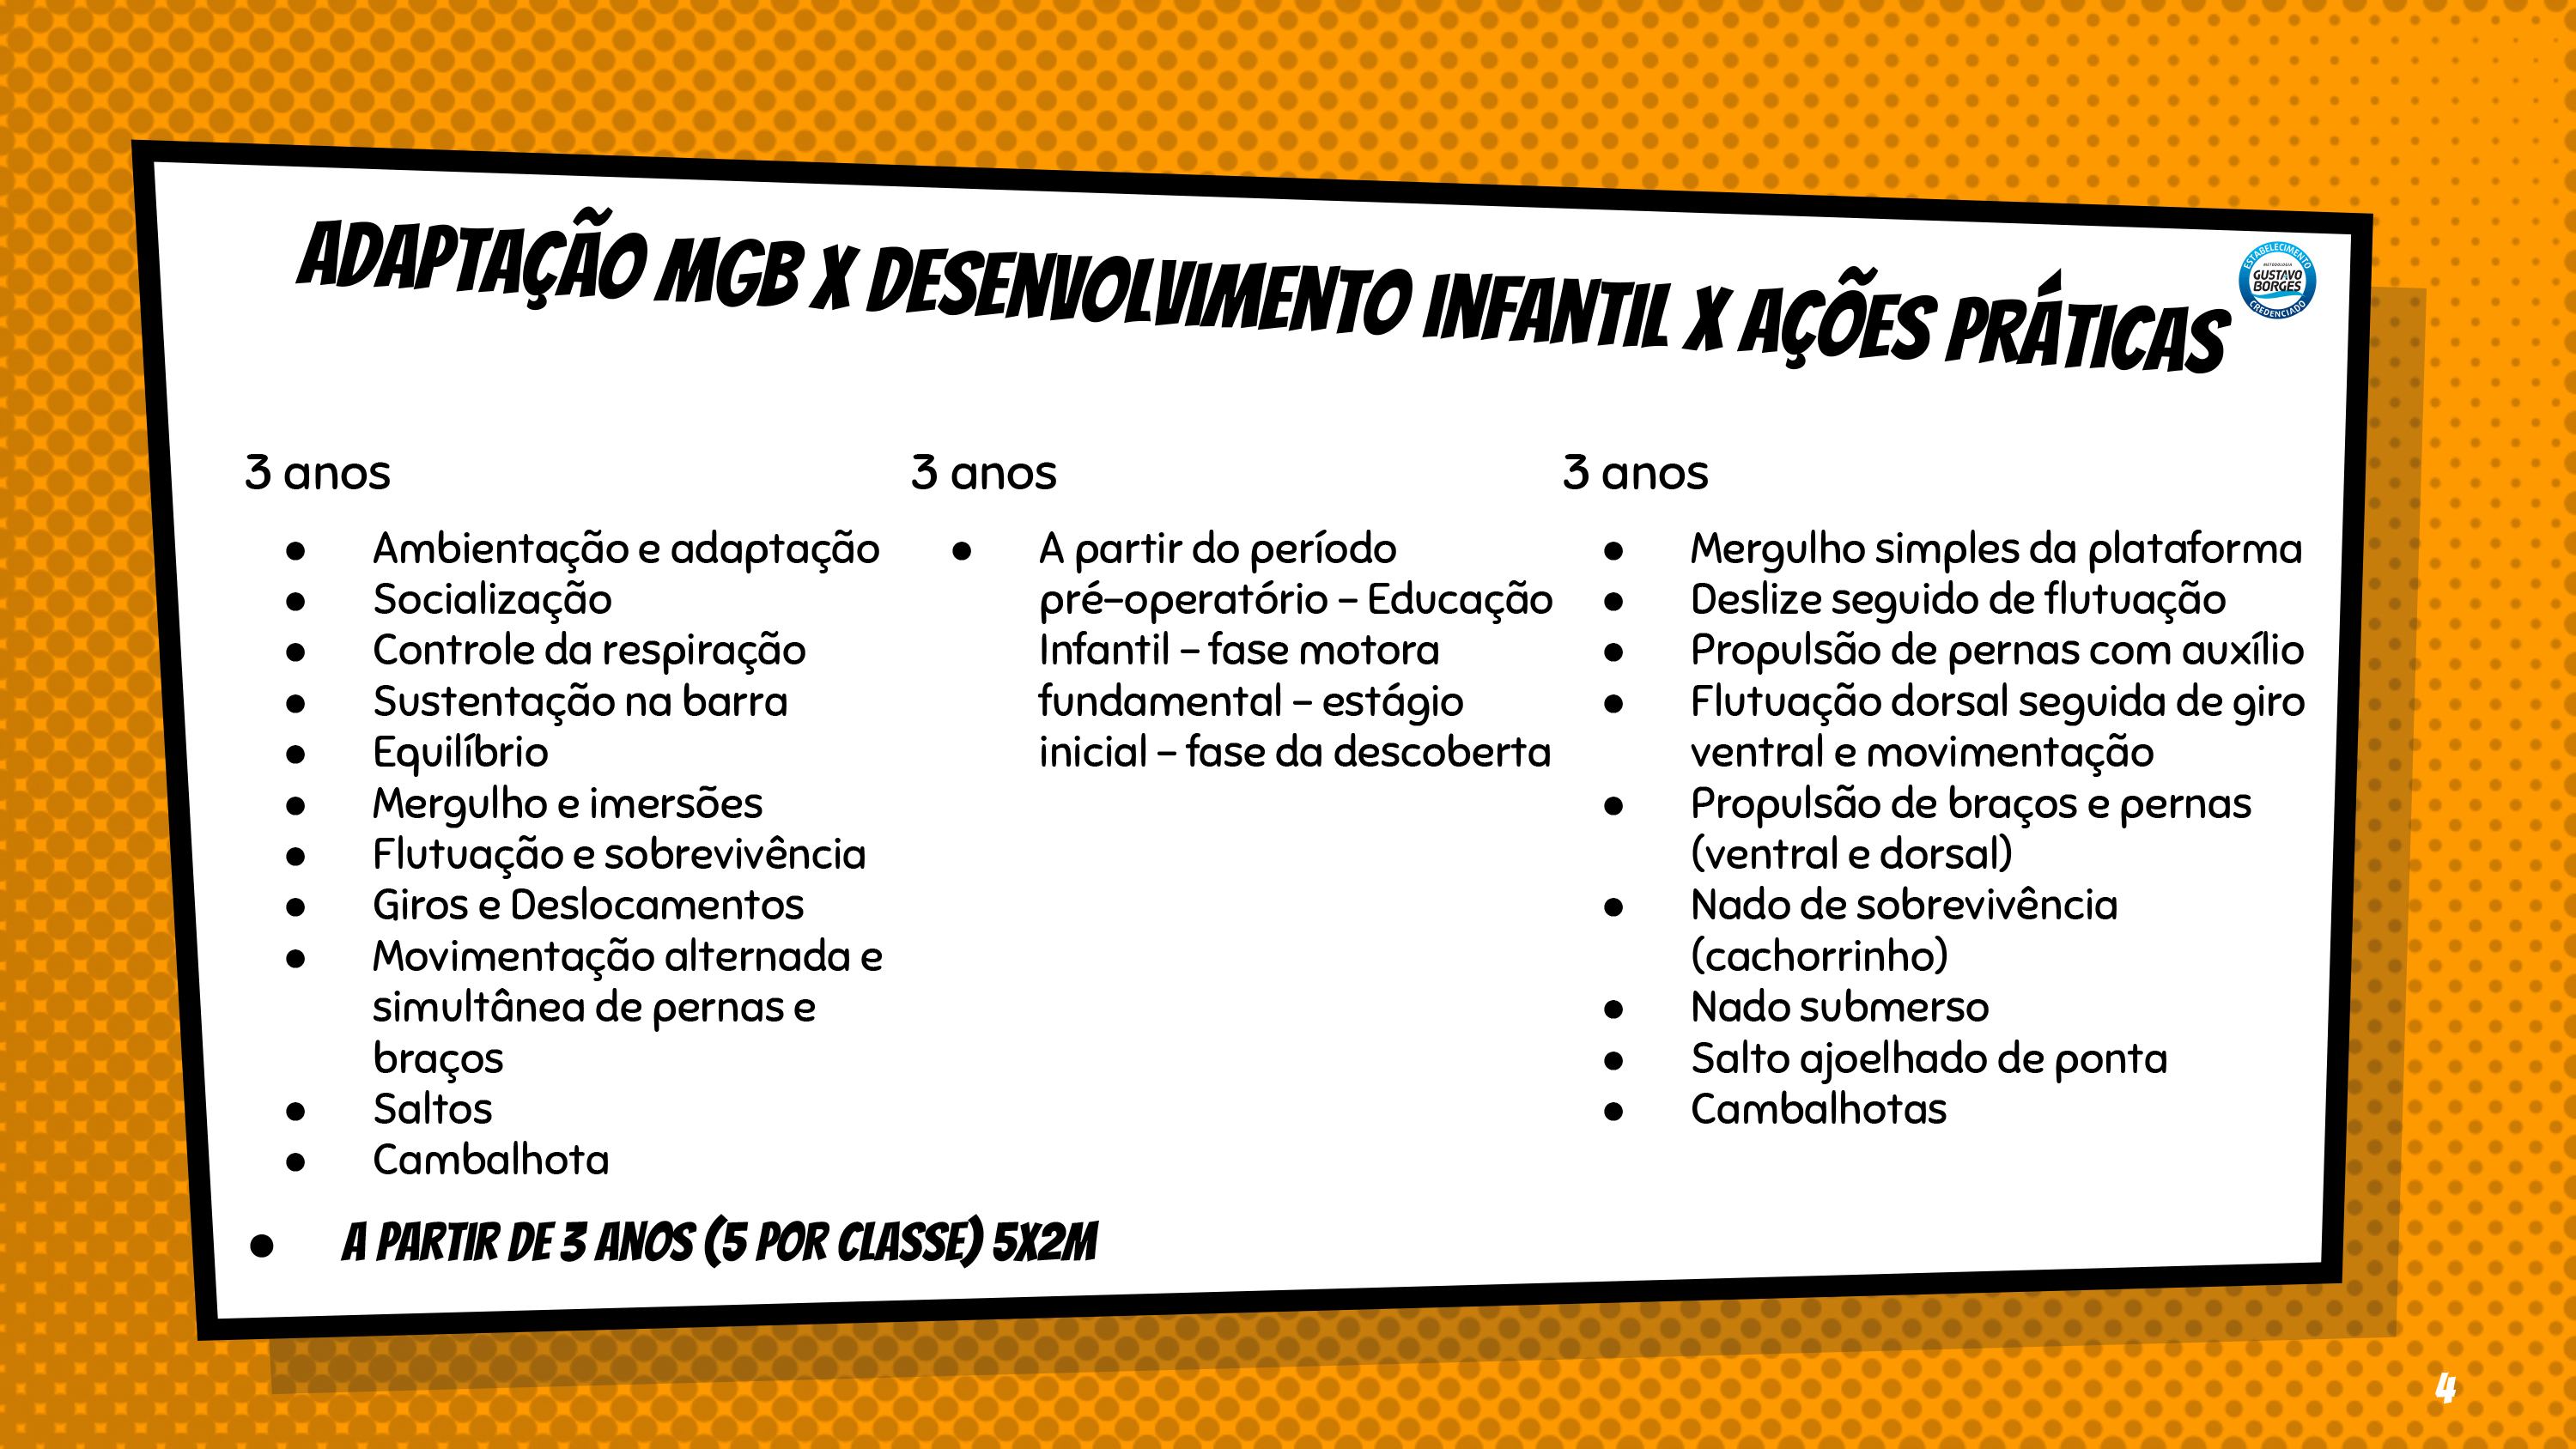 ADAPTAÇÃO MGB X DESENVOLVIMENTO INFANTIL X AÇÕES PRÁTICAS
ESTABELECIMENTO
METODOLOGIA
GUSTAVO
BORGES
CREDENCIADO
3 anos
● Ambientação e adaptação
● Socialização
● Controle da respiração
● Sustentação na barra
● Equilíbrio
● Mergulho e imersões
● Flutuação e sobrevivência
● Giros e Deslocamentos
● Movimentação alternada e
simultânea de pernas e
braços
● Saltos
● Cambalhota
3 anos
● A partir do período
pré-operatório - Educação
Infantil - fase motora
fundamental - estágio
inicial - fase da descoberta
3 anos
● Mergulho simples da plataforma
● Deslize seguido de flutuação
● Propulsão de pernas com auxílio
● Flutuação dorsal seguida de giro
ventral e movimentação
● Propulsão de braços e pernas
(ventral e dorsal)
● Nado de sobrevivência
(cachorrinho)
● Nado submerso
● Salto ajoelhado de ponta
● Cambalhotas
● A PARTIR DE 3 ANOS (5 POR CLASSE) 5X2M
4